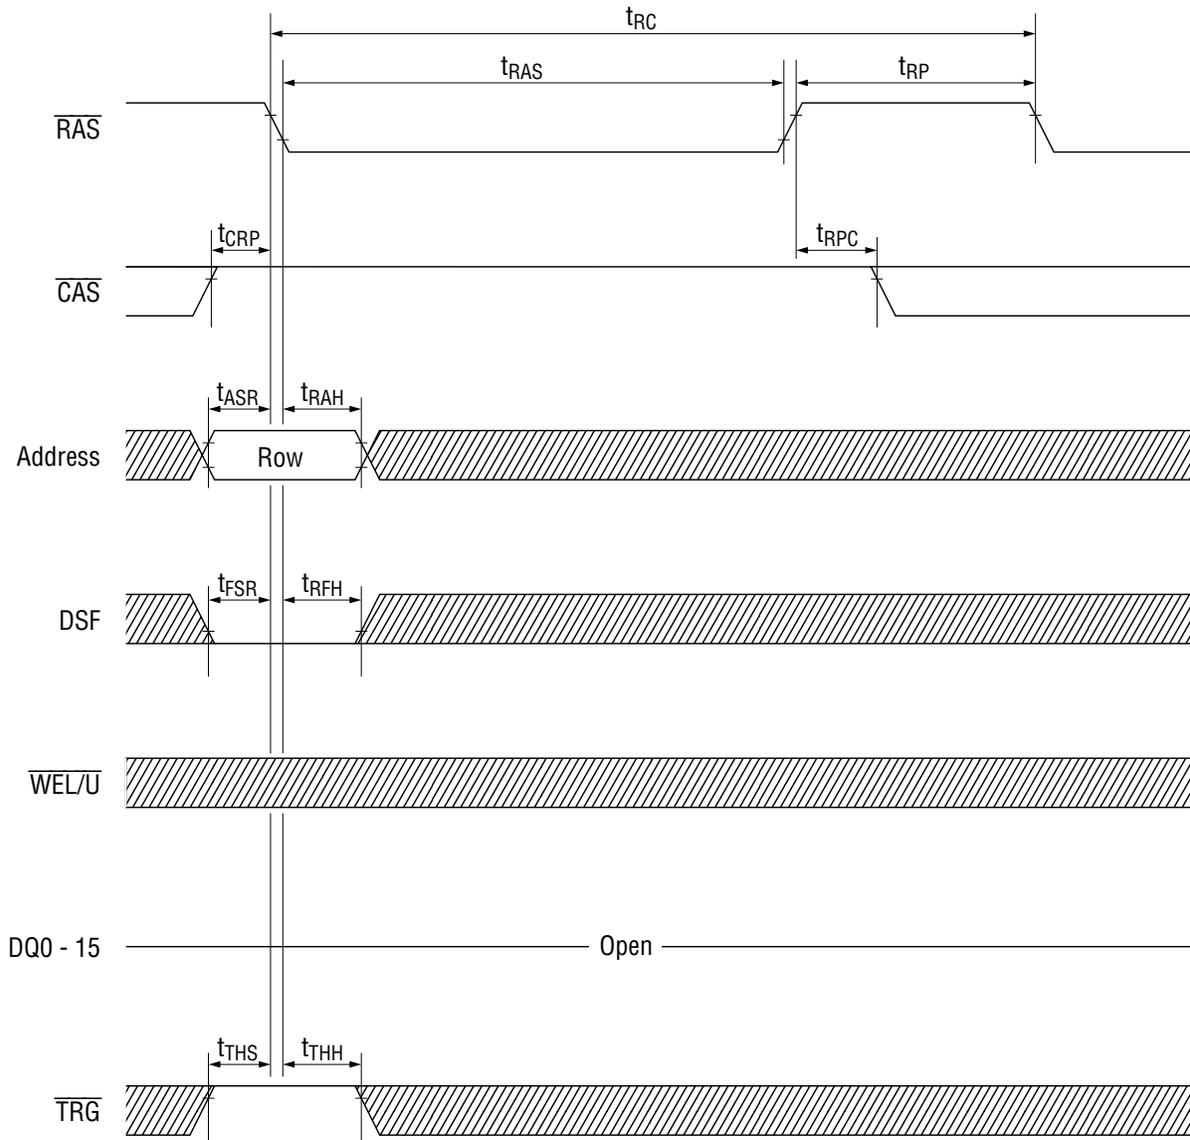 tRC
tRAS
tRP
RAS
tCRP
tRPC
CAS
tASR
tRAH
Address
Row
tFSR
tRFH
DSF
WEL/U
DQ0 - 15
Open
tTHS
tTHH
TRG